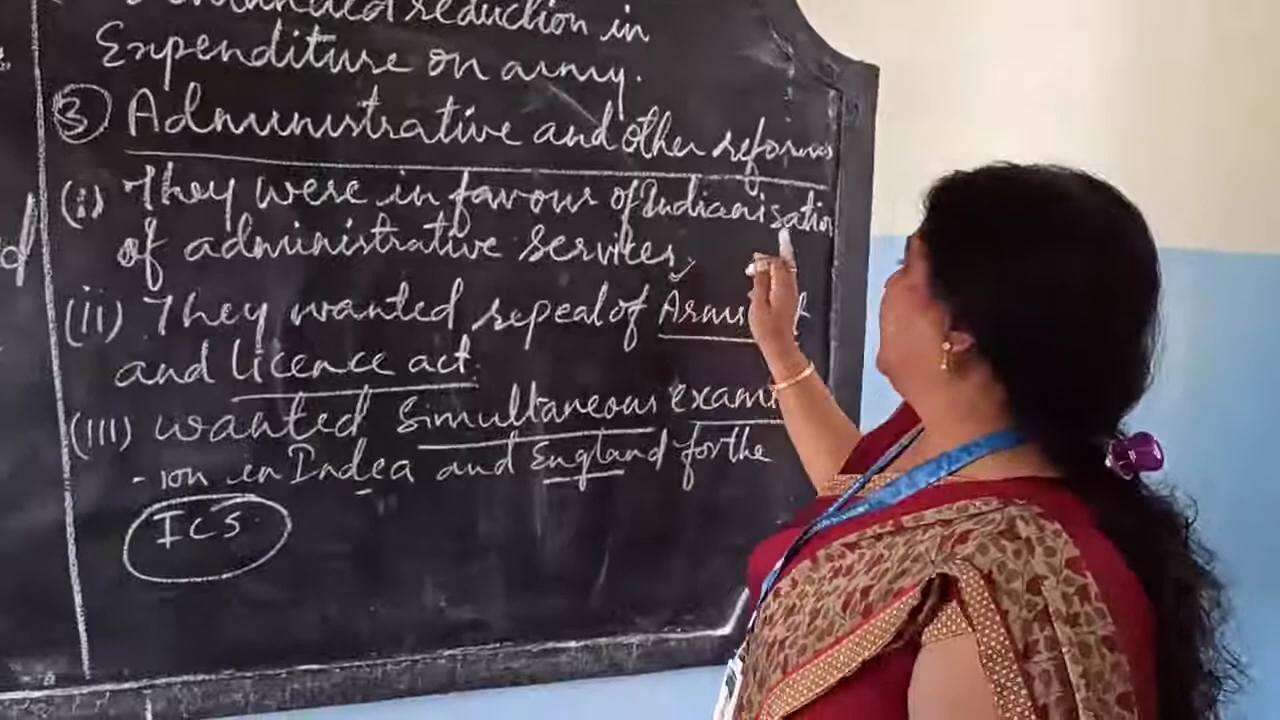 reduction in
Expenditure on army.
③ Administrative and other reforms
(i) They were in favour of Indianisation
of administrative services
(ii) They wanted repeal of Arms
and licence act.
(iii) wanted simultaneous exami
-ion in India and England for the
ICS